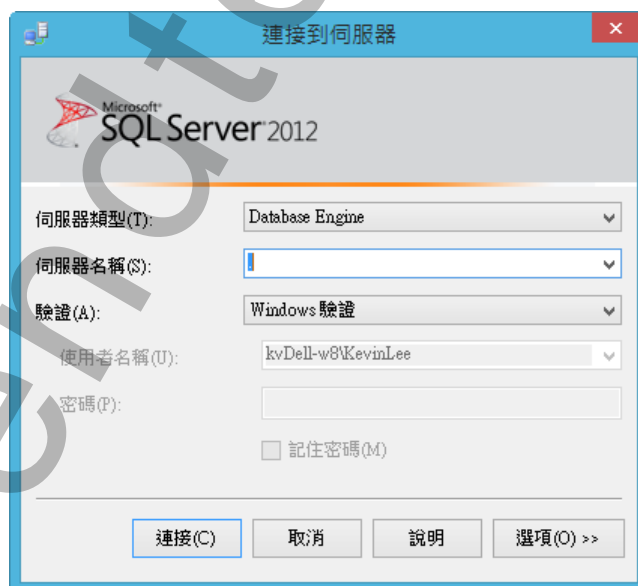 連接到伺服器
Microsoft
SQL Server 2012
伺服器類型(T):
Database Engine
伺服器名稱(S):
.
驗證(A):
Windows 驗證
使用者名稱(U):
kvDell-w8\KevinLee
密碼(P):
記住密碼(M)
連接(C)
取消
說明
選項(O) >>